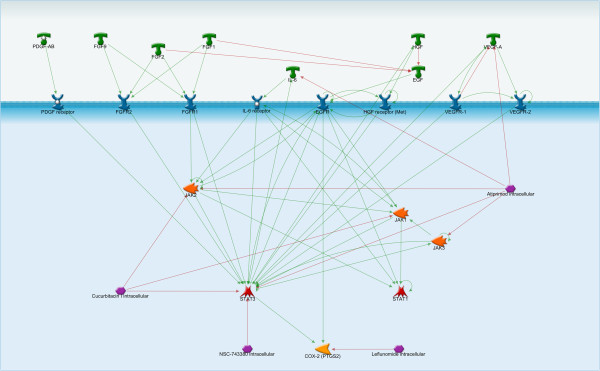 PDGF-AB
FGF9
FGF2
FGF1
HGF
VEGF-A
IL-6
EGF
PDGF receptor
FGFR2
FGFR1
IL-6 receptor
EGFR
HGF receptor (Met)
VEGFR-1
VEGFR-2
JAK2
Atiprimod intracellular
JAK1
JAK3
Cucurbitacin I intracellular
STAT3
STAT1
NSC-743380 intracellular
COX-2 (PTGS2)
Leflunomide intracellular